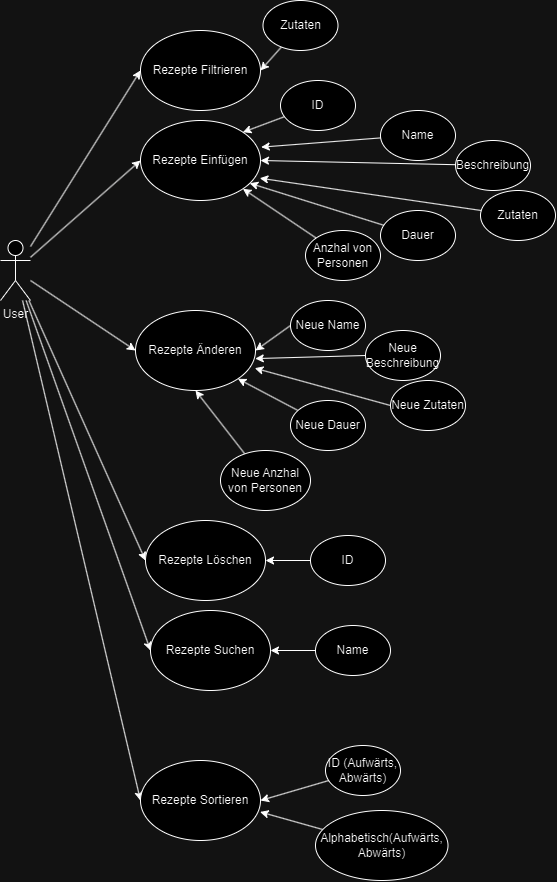 Zutaten
Rezepte Filtrieren
ID
Name
Rezepte Einfügen
Beschreibung
Zutaten
Dauer
Anzhal von
Personen
User
Neue Name
Rezepte Änderen
Neue
Beschreibung
Neue Zutaten
Neue Dauer
Neue Anzhal
von Personen
Rezepte Löschen
ID
Rezepte Suchen
Name
ID (Aufwärts,
Abwärts)
Rezepte Sortieren
Alphabetisch(Aufwärts,
Abwärts)